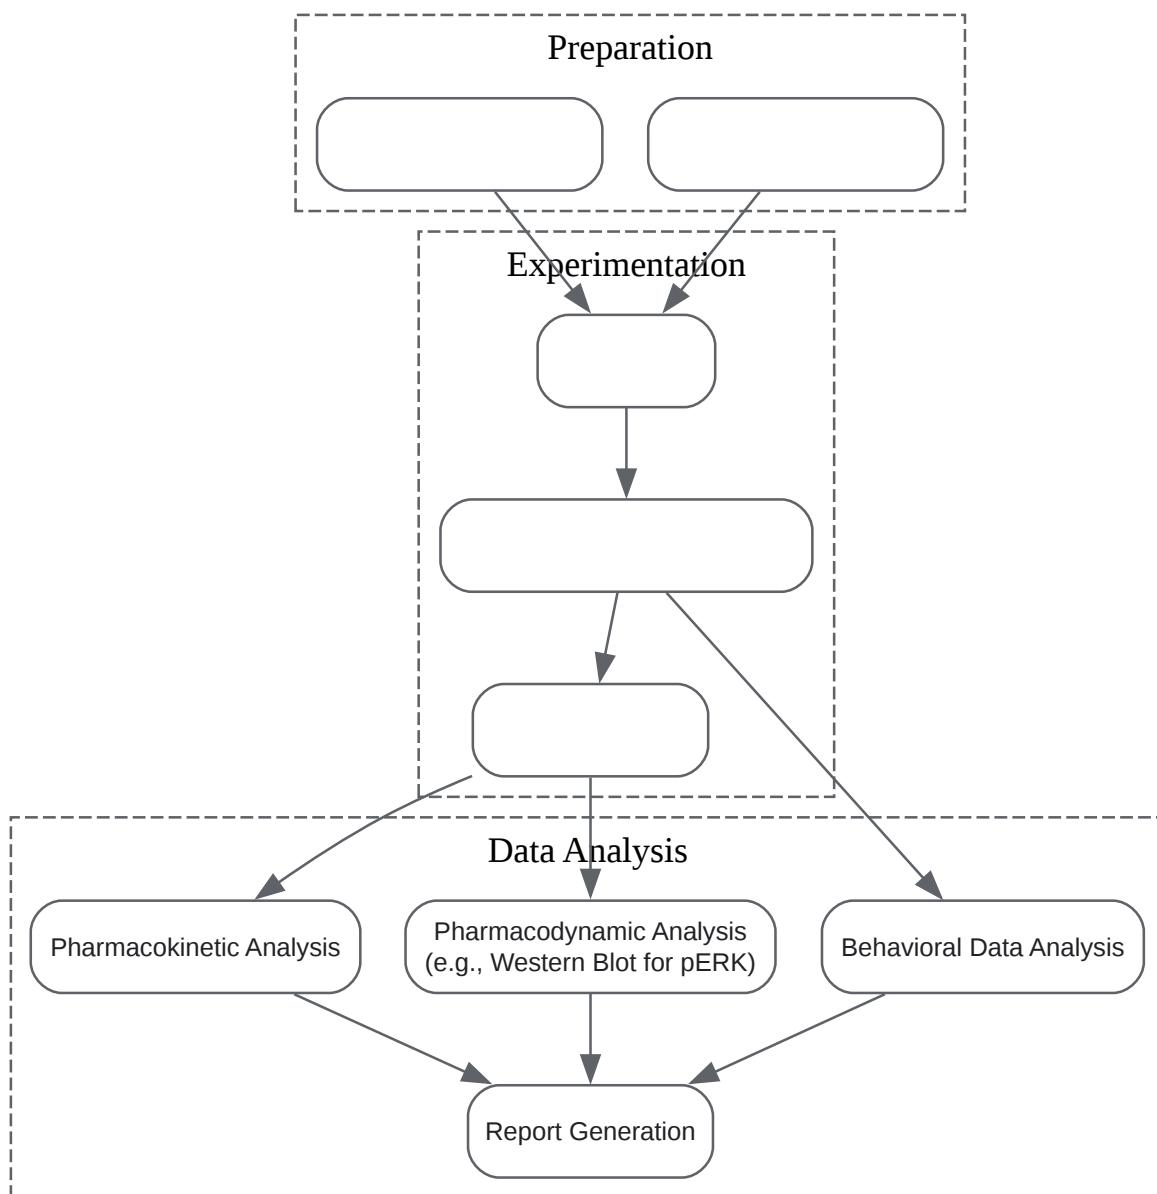 Preparation
Experimentation
Data Analysis
Pharmacokinetic Analysis
Pharmacodynamic Analysis
(e.g., Western Blot for pERK)
Behavioral Data Analysis
Report Generation